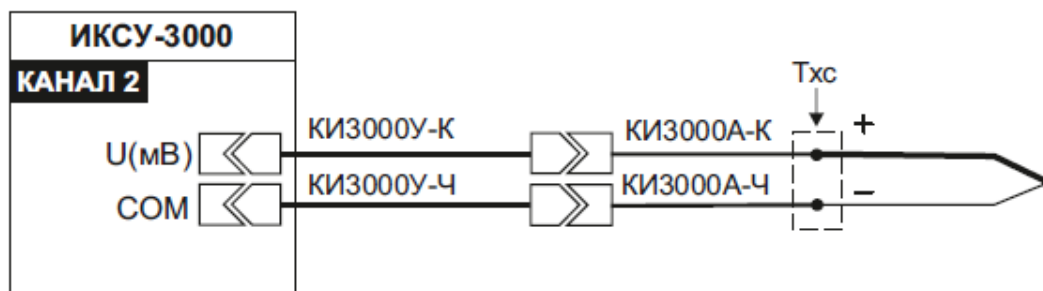 ИКСУ-3000
КАНАЛ 2
Тхс
U(мВ) КИ3000У-К КИ3000А-К +
COM КИ3000У-Ч КИ3000А-Ч −